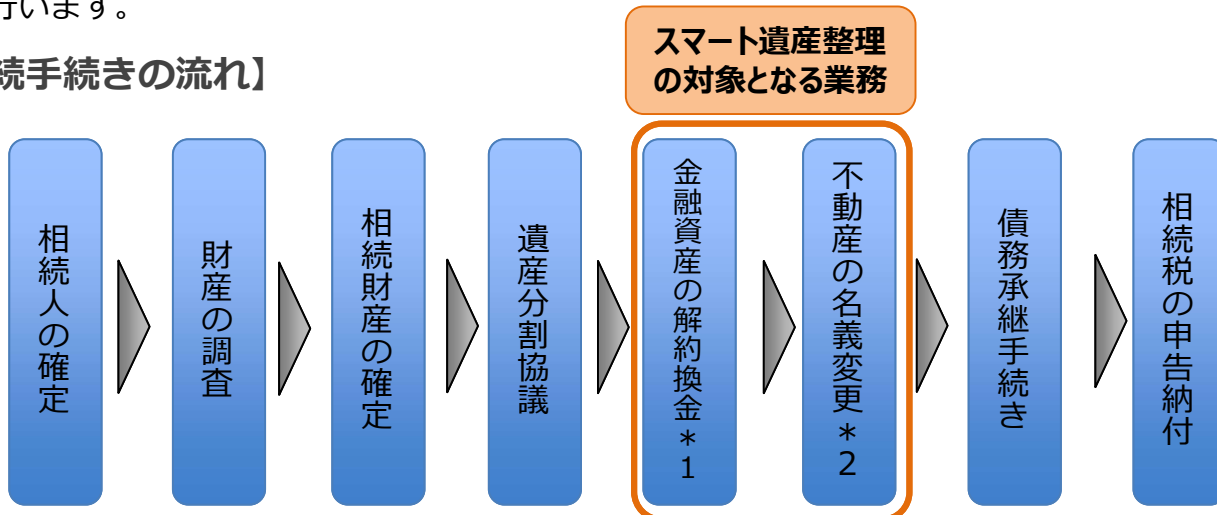 行います。
続手続きの流れ】
スマート遺産整理
の対象となる業務
相続人の確定
財産の調査
相続財産の確定
遺産分割協議
金融資産の解約換金*1
不動産の名義変更*2
債務承継手続き
相続税の申告納付